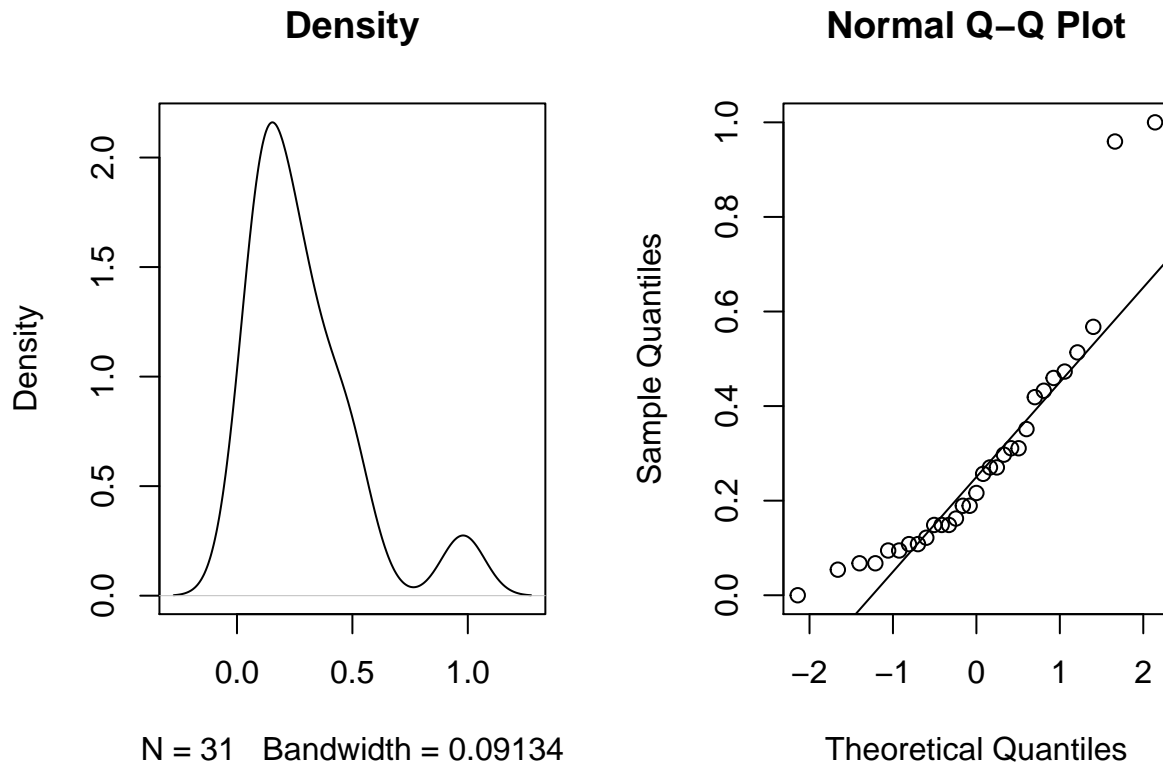 Density
Density
0.0
0.5
1.0
1.5
2.0
0.0 0.5 1.0
N = 31 Bandwidth = 0.09134
Normal Q−Q Plot
Sample Quantiles
0.0
0.2
0.4
0.6
0.8
1.0
−2 −1 0 1 2
Theoretical Quantiles